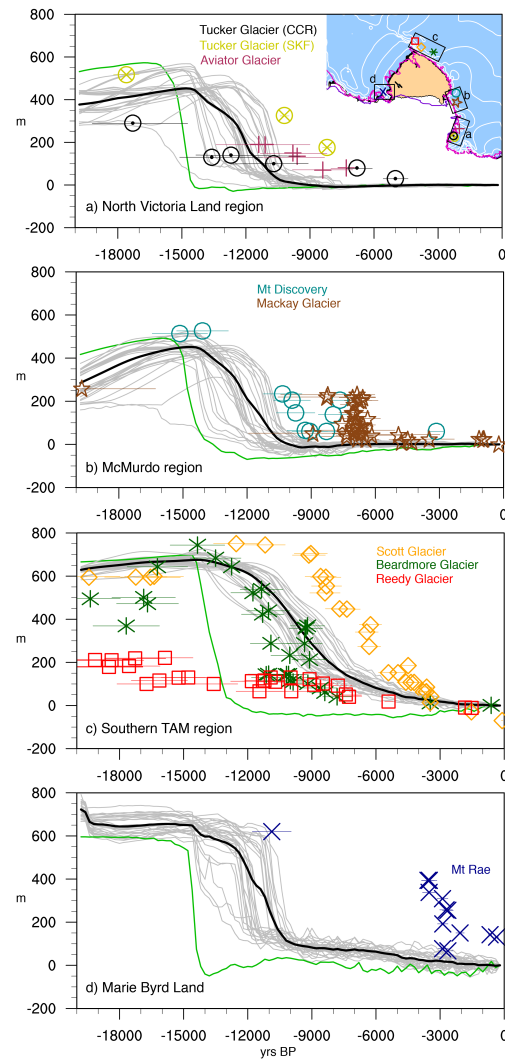 800
Tucker Glacier (CCR)
Tucker Glacier (SKF)
Aviator Glacier
600
400
m
200
0
-200
c
d
b
a
a) North Victoria Land region
-18000 -15000 -12000 -9000 -6000 -3000 0
800
Mt Discovery
Mackay Glacier
600
400
m
200
0
-200
b) McMurdo region
-18000 -15000 -12000 -9000 -6000 -3000 0
800
Scott Glacier
Beardmore Glacier
Reedy Glacier
600
400
m
200
0
-200
c) Southern TAM region
-18000 -15000 -12000 -9000 -6000 -3000 0
800
600
Mt Rae
400
m
200
0
-200
d) Marie Byrd Land
-18000 -15000 -12000 -9000 -6000 -3000 0
yrs BP